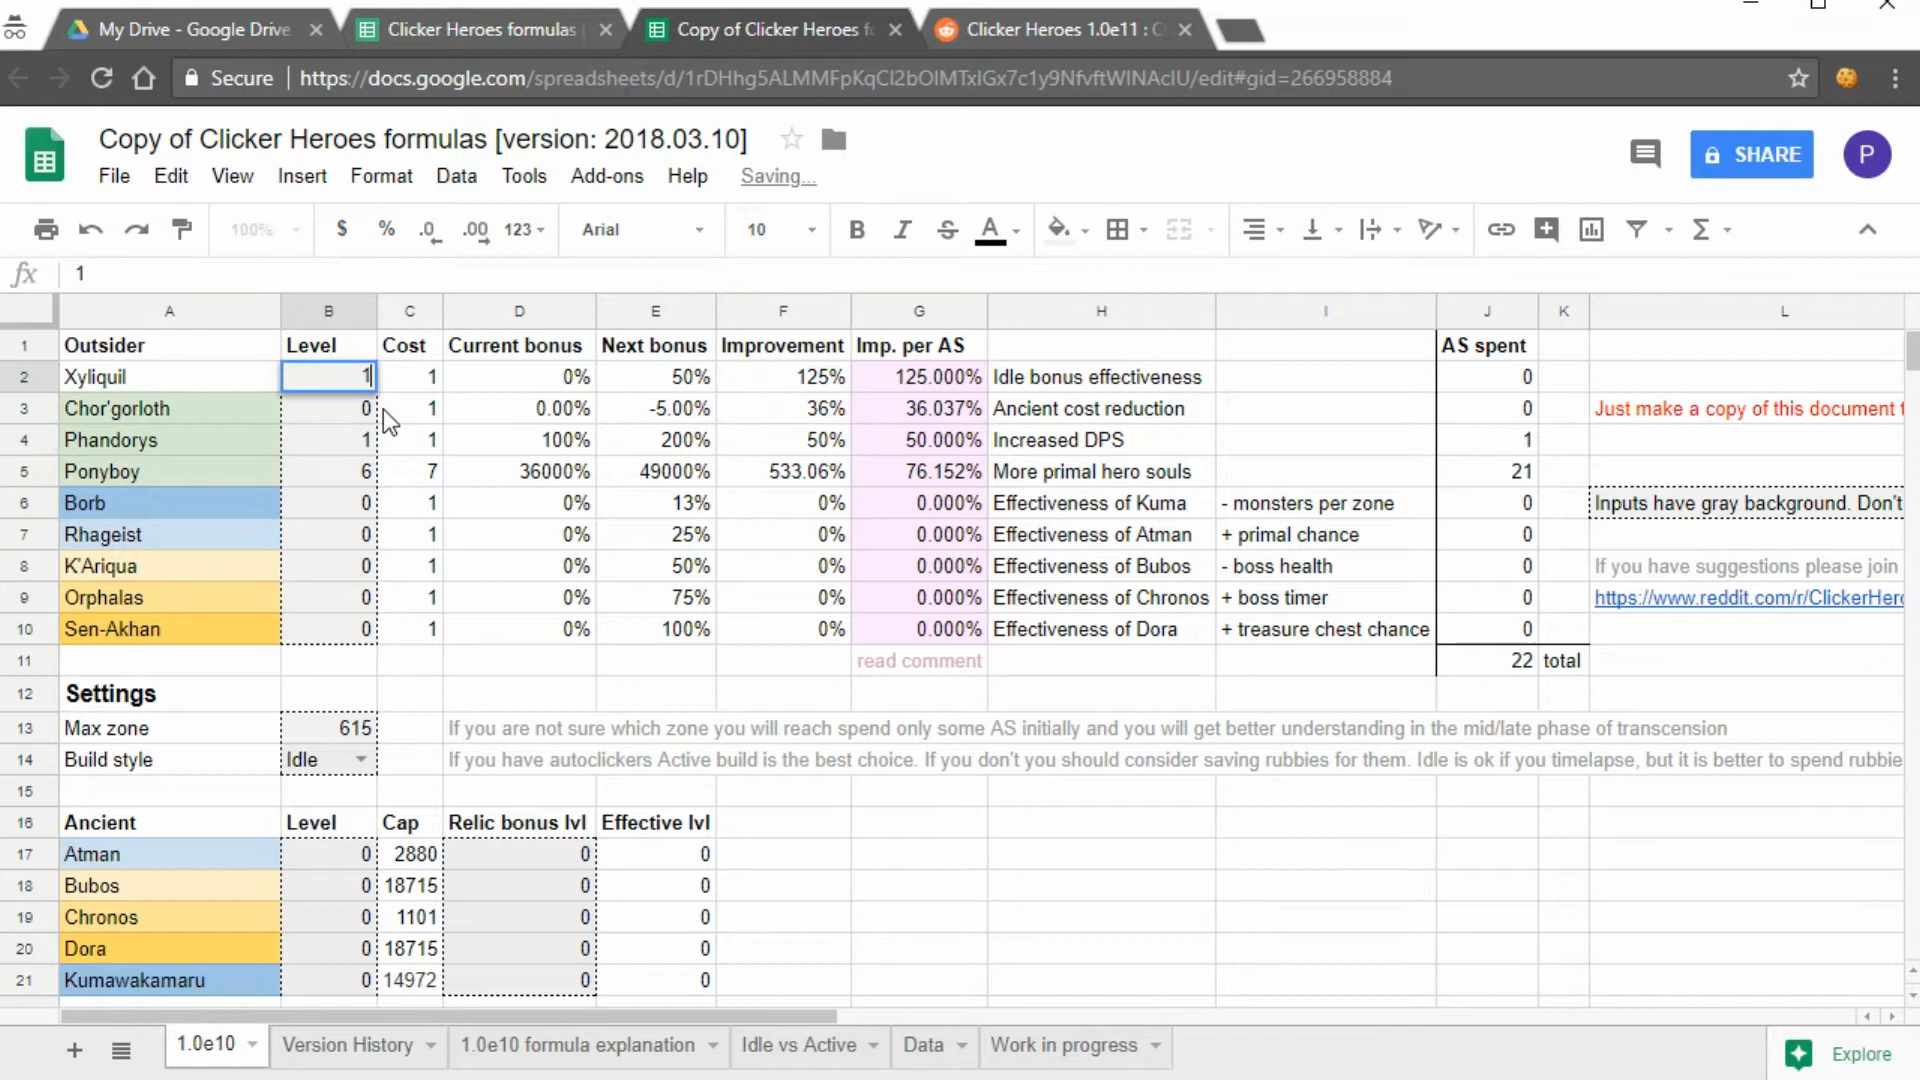 My Drive - Google Drive
Clicker Heroes formulas
Copy of Clicker Heroes fo
Clicker Heroes 1.0e11 : C
Secure
https://docs.google.com/spreadsheets/d/
/edit#gid=266958884
Copy of Clicker Heroes formulas [version: 2018.03.10]
File Edit View Insert Format Data Tools Add-ons Help Saving...
SHARE
P
100% $ % .0 .00 123 Arial 10 B I S A Σ
fx 1
A B C D E F G H I J K L
1 Outsider Level Cost Current bonus Next bonus Improvement Imp. per AS AS spent
2 Xyliquil 1 1 0% 50% 125% 125.000% Idle bonus effectiveness 0
3 Chor'gorloth 0 1 0.00% -5.00% 36% 36.037% Ancient cost reduction 0 Just make a copy of this document
4 Phandorys 1 1 100% 200% 50% 50.000% Increased DPS 1
5 Ponyboy 6 7 36000% 49000% 533.06% 76.152% More primal hero souls 21
6 Borb 0 1 0% 13% 0% 0.000% Effectiveness of Kuma - monsters per zone 0 Inputs have gray background. Don't
7 Rhageist 0 1 0% 25% 0% 0.000% Effectiveness of Atman + primal chance 0
8 K'Ariqua 0 1 0% 50% 0% 0.000% Effectiveness of Bubos - boss health 0 If you have suggestions please join
9 Orphalas 0 1 0% 75% 0% 0.000% Effectiveness of Chronos + boss timer 0 https://www.reddit.com/r/ClickerHero
10 Sen-Akhan 0 1 0% 100% 0% 0.000% Effectiveness of Dora + treasure chest chance 0
11 read comment 22 total
12 Settings
13 Max zone 615 If you are not sure which zone you will reach spend only some AS initially and you will get better understanding in the mid/late phase of transcension
14 Build style Idle If you have autoclickers Active build is the best choice. If you don't you should consider saving rubbies for them. Idle is ok if you timelapse, but it is better to spend rubbie
15
16 Ancient Level Cap Relic bonus lvl Effective lvl
17 Atman 0 2880 0 0
18 Bubos 0 18715 0 0
19 Chronos 0 1101 0 0
20 Dora 0 18715 0 0
21 Kumawakamaru 0 14972 0 0
1.0e10 Version History 1.0e10 formula explanation Idle vs Active Data Work in progress Explore